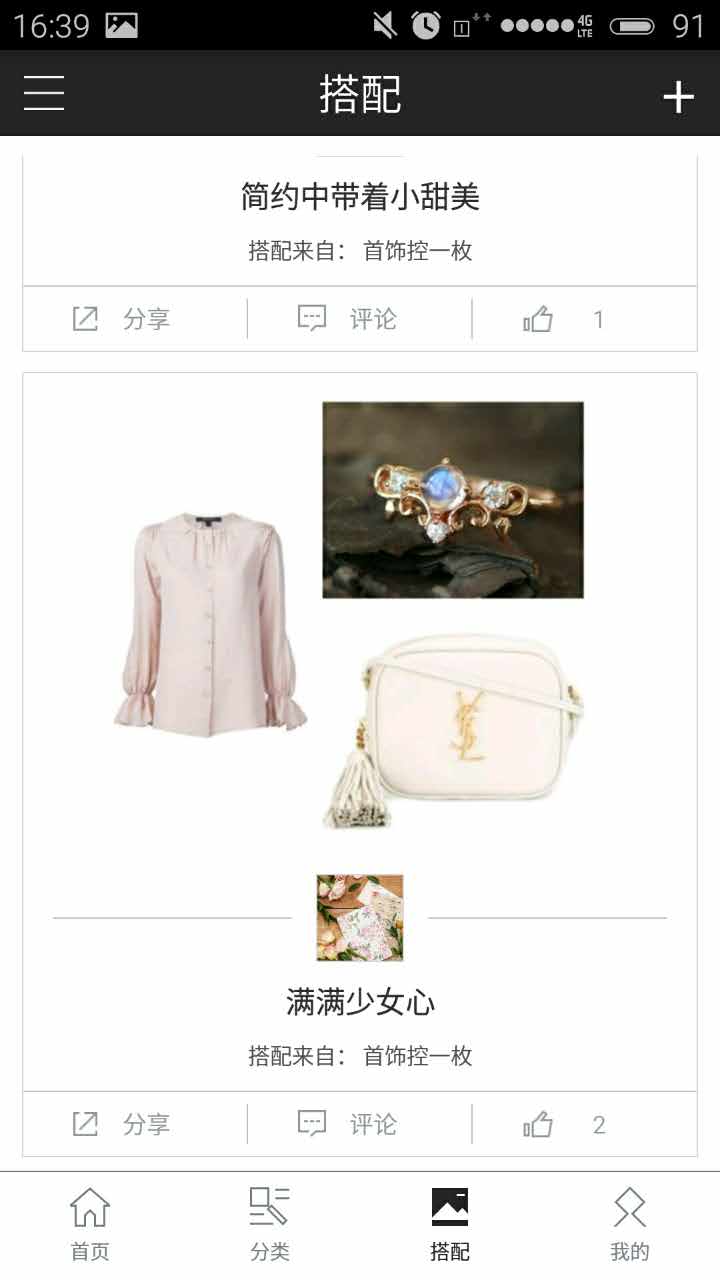 16:39
4G
LTE
91
搭配
简约中带着小甜美
搭配来自： 首饰控一枚
分享
评论
1
YSL
满满少女心
搭配来自： 首饰控一枚
分享
评论
2
首页
分类
搭配
我的